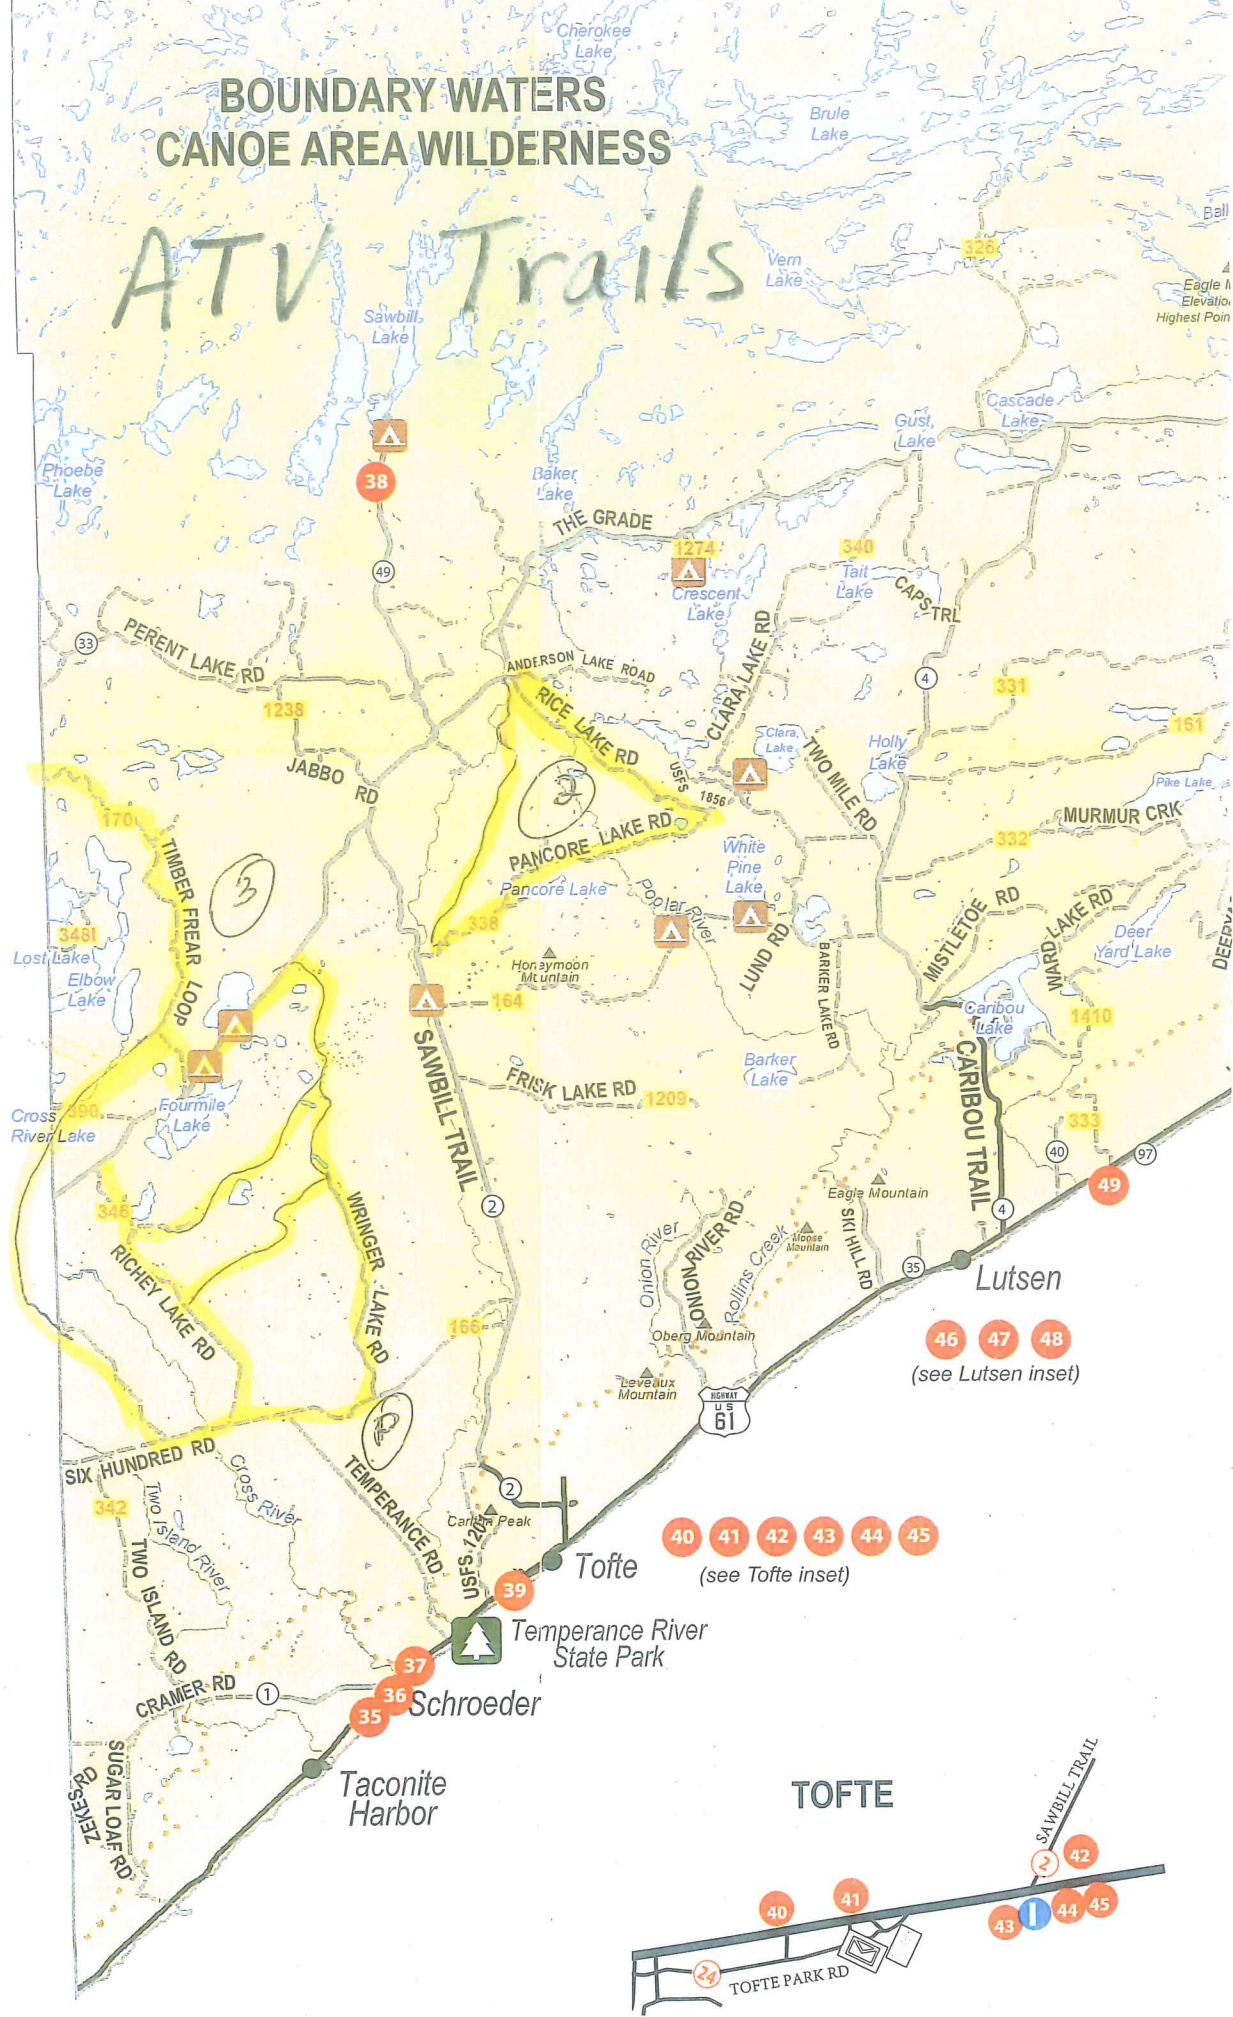 Cherokee
Lake
BOUNDARY WATERS
CANOE AREA WILDERNESS
Brule
Lake
ATV Trails
Ball
326
Vern
Lake
Eagle
Elevatio
Highest Poin
Sawbill
Lake
Cascade
Lake
Gust
Lake
38
Phoebe
Lake
Baker
Lake
THE GRADE
1274
340
49
Crescent
Lake
Tait
Lake
CAPS TRL
33
PERENT LAKE RD
ANDERSON LAKE ROAD
CLARA LAKE RD
4
331
1238
RICE LAKE RD
161
Clara
Lake
TWO MILE RD
Holly
Lake
JABBO RD
USFS 1856
Pike Lake
2
170
MURMUR CRK
PANCORE LAKE RD
332
TIMBER FREAR LOOP
3
White
Pine
Lake
Pancore Lake
Poplar River
MISTLETOE RD
WARD LAKE RD
338
3481
Lost Lake
Elbow
Lake
Honeymoon
Mountain
LUND RD
BARKER LAKE RD
Deer
Yard Lake
164
Caribou
Lake
1410
SAWBILL TRAIL
FRISK LAKE RD
1209
Barker
Lake
CARIBOU TRAIL
390
Cross
River Lake
Fourmile
Lake
333
40
97
49
346
2
WRINGER LAKE RD
Eagle Mountain
4
RICHEY LAKE RD
Onion River
ONION RIVER RD
Rollins Creek
Moose
Mountain
SKI HILL RD
35
Lutsen
166
Oberg Mountain
46 47 48
(see Lutsen inset)
Leveaux
Mountain
HIGHWAY
US
61
SIX HUNDRED RD
Cross River
TEMPERANCE RD
2
342
Two Island River
Carlton Peak
USFS 1201
40 41 42 43 44 45
(see Tofte inset)
TWO ISLAND RD
Tofte
39
Temperance River
State Park
37
CRAMER RD
1
36
Schroeder
35
SUGAR LOAF RD
ZEKES RD
Taconite
Harbor
TOFTE
SAWBILL TRAIL
2
42
41
40
43
44
45
24
TOFTE PARK RD